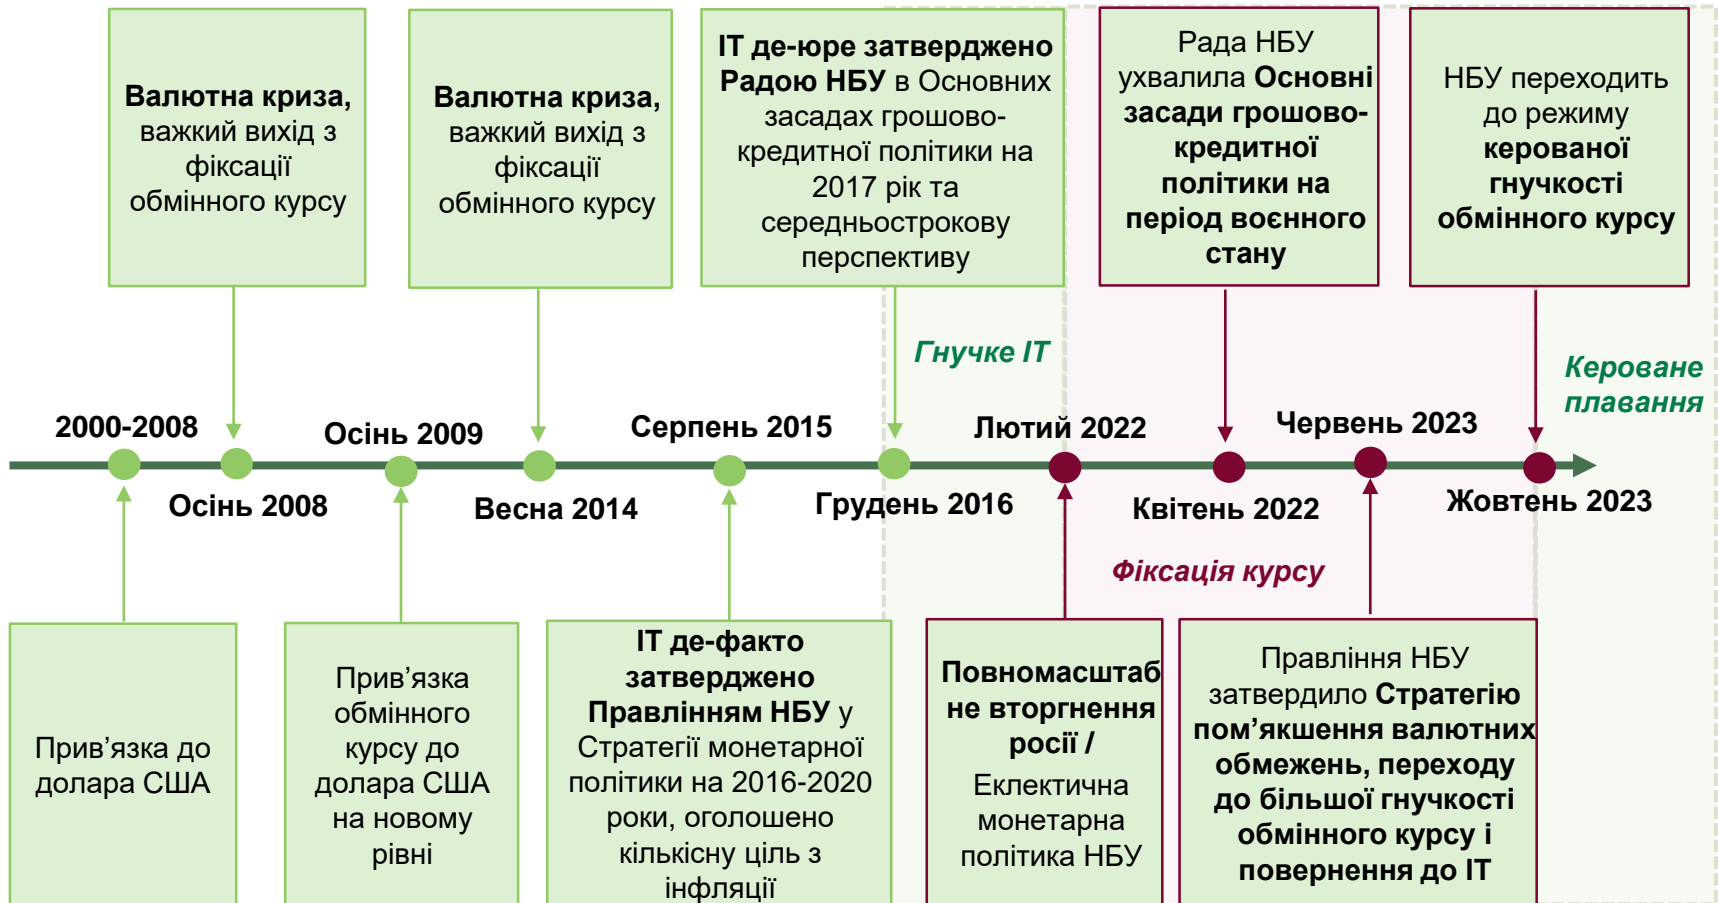 Валютна криза,
важкий вихід з
фіксації
обмінного курсу
Валютна криза,
важкий вихід з
фіксації
обмінного курсу
ІТ де-юре затверджено
Радою НБУ в Основних
засадах грошово-
кредитної політики на
2017 рік та
середньострокову
перспективу
Рада НБУ
ухвалила Основні
засади грошово-
кредитної
політики на
період воєнного
стану
НБУ переходить
до режиму
керованої
гнучкості
обмінного курсу
Гнучке ІТ
Кероване
плавання
2000-2008
Осінь 2009
Серпень 2015
Лютий 2022
Червень 2023
Осінь 2008
Весна 2014
Грудень 2016
Квітень 2022
Жовтень 2023
Фіксація курсу
Прив’язка до
долара США
Прив’язка
обмінного
курсу до
долара США
на новому
рівні
ІТ де-факто
затверджено
Правлінням НБУ у
Стратегії монетарної
політики на 2016-2020
роки, оголошено
кількісну ціль з
інфляції
Повномасштаб
не вторгнення
росії /
Еклектична
монетарна
політика НБУ
Правління НБУ
затвердило Стратегію
пом’якшення валютних
обмежень, переходу
до більшої гнучкості
обмінного курсу і
повернення до ІТ